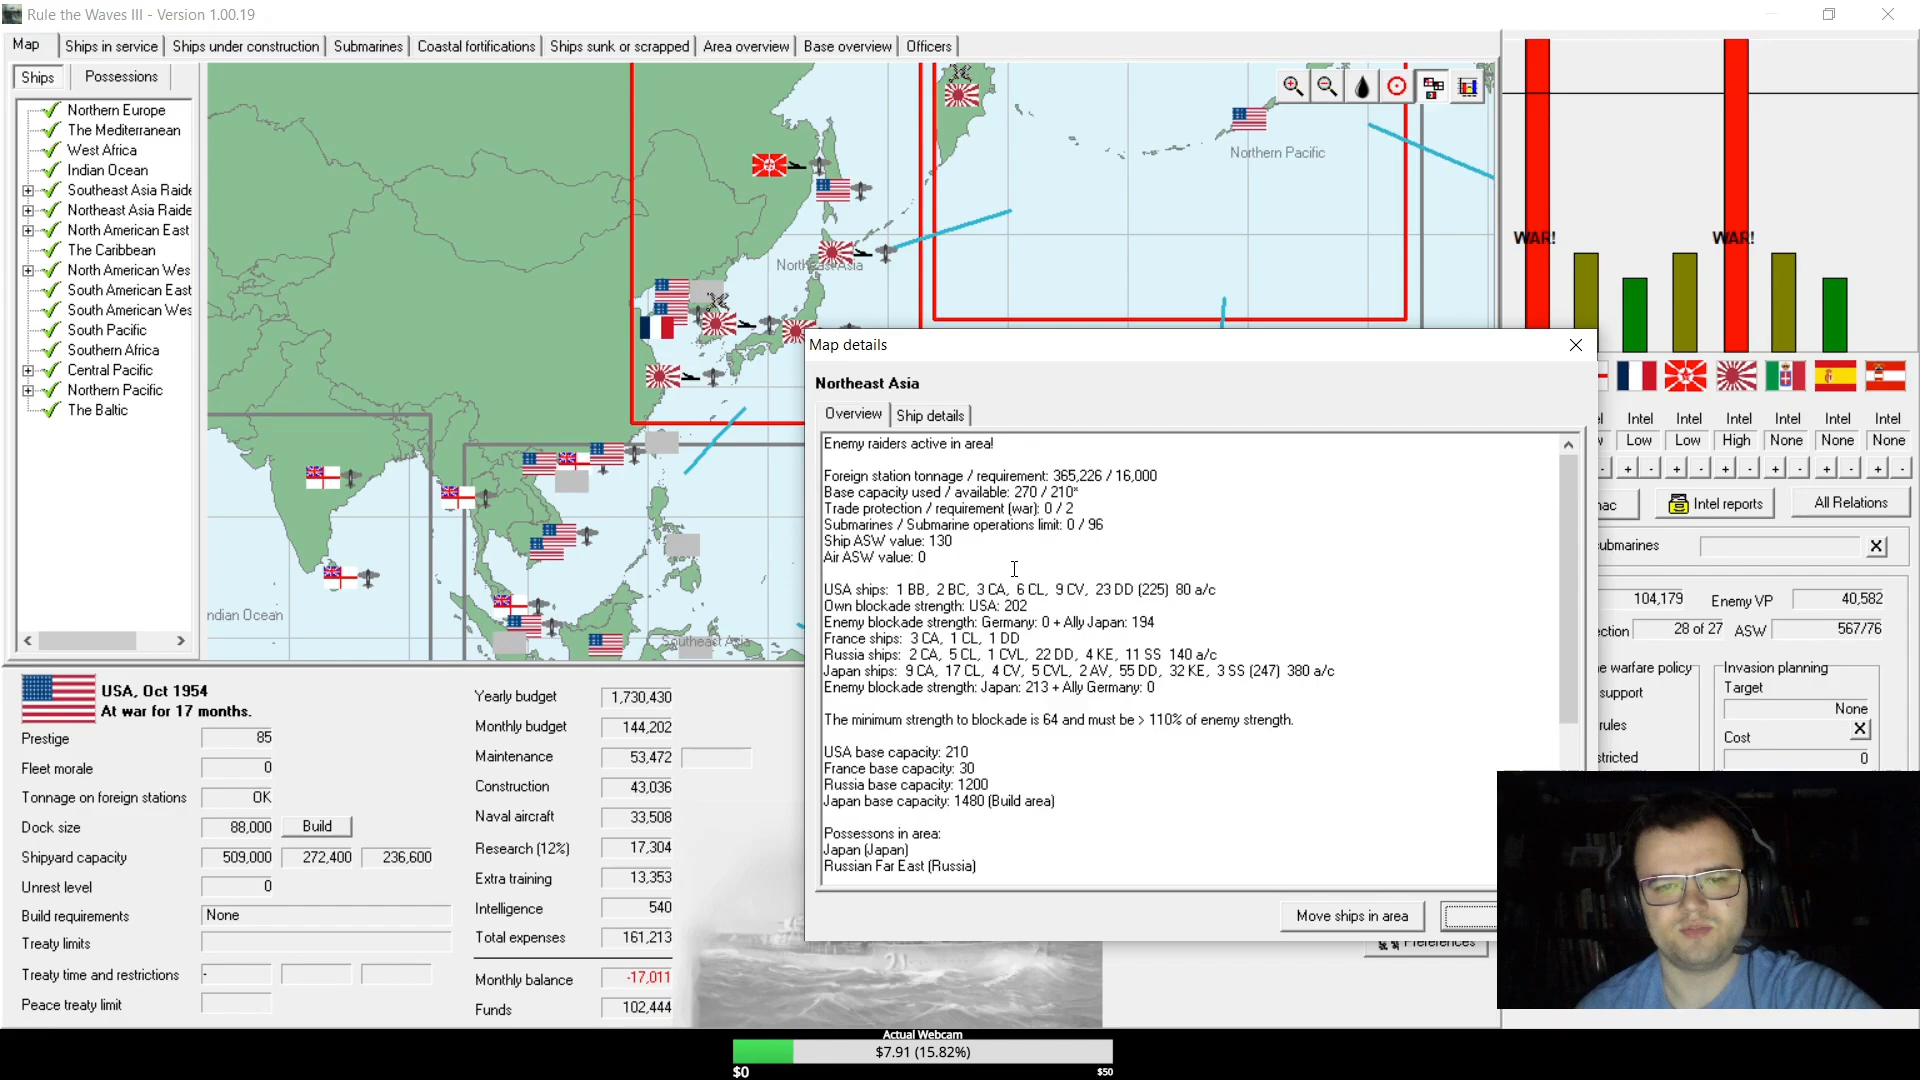 Rule the Waves III - Version 1.00.19
Map
Ships in service
Ships under construction
Submarines
Coastal fortifications
Ships sunk or scrapped
Area overview
Base overview
Officers
Ships
Possessions
Northern Europe
The Mediterranean
West Africa
Indian Ocean
Southeast Asia Raide
Northeast Asia Raide
North American East
The Caribbean
North American Wes
South American East
South American Wes
South Pacific
Southern Africa
Central Pacific
Northern Pacific
The Baltic
Northern Pacific
Northeast Asia
ndian Ocean
Southeast Asia
WAR!
WAR!
Intel
Intel
Intel
Intel
Intel
Intel
Low
Low
High
None
None
None
+ - + - + - + - + - + -
Intel reports
All Relations
ubmarines
X
104,179
Enemy VP
40,582
ection
28 of 27
ASW
567/76
e warfare policy
support
rules
stricted
Invasion planning
Target
None
X
Cost
0
Map details
Northeast Asia
Overview
Ship details
Enemy raiders active in area!
Foreign station tonnage / requirement: 365,226 / 16,000
Base capacity used / available: 270 / 210*
Trade protection / requirement (war): 0 / 2
Submarines / Submarine operations limit: 0 / 96
Ship ASW value: 130
Air ASW value: 0
USA ships: 1 BB, 2 BC, 3 CA, 6 CL, 9 CV, 23 DD (225) 80 a/c
Own blockade strength: USA: 202
Enemy blockade strength: Germany: 0 + Ally Japan: 194
France ships: 3 CA, 1 CL, 1 DD
Russia ships: 2 CA, 5 CL, 1 CVL, 22 DD, 4 KE, 11 SS 140 a/c
Japan ships: 9 CA, 17 CL, 4 CV, 5 CVL, 2 AV, 55 DD, 32 KE, 3 SS (247) 380 a/c
Enemy blockade strength: Japan: 213 + Ally Germany: 0
The minimum strength to blockade is 64 and must be > 110% of enemy strength.
USA base capacity: 210
France base capacity: 30
Russia base capacity: 1200
Japan base capacity: 1480 (Build area)
Possessons in area:
Japan (Japan)
Russian Far East (Russia)
Move ships in area
Preferences
USA, Oct 1954
At war for 17 months.
Prestige 85
Fleet morale 0
Tonnage on foreign stations OK
Dock size 88,000 Build
Shipyard capacity 509,000 272,400 236,600
Unrest level 0
Build requirements None
Treaty limits
Treaty time and restrictions -
Peace treaty limit
Yearly budget 1,730,430
Monthly budget 144,202
Maintenance 53,472
Construction 43,036
Naval aircraft 33,508
Research (12%) 17,304
Extra training 13,353
Intelligence 540
Total expenses 161,213
Monthly balance -17,011
Funds 102,444
21
Actual Webcam
$7.91 (15.82%)
$0
$50